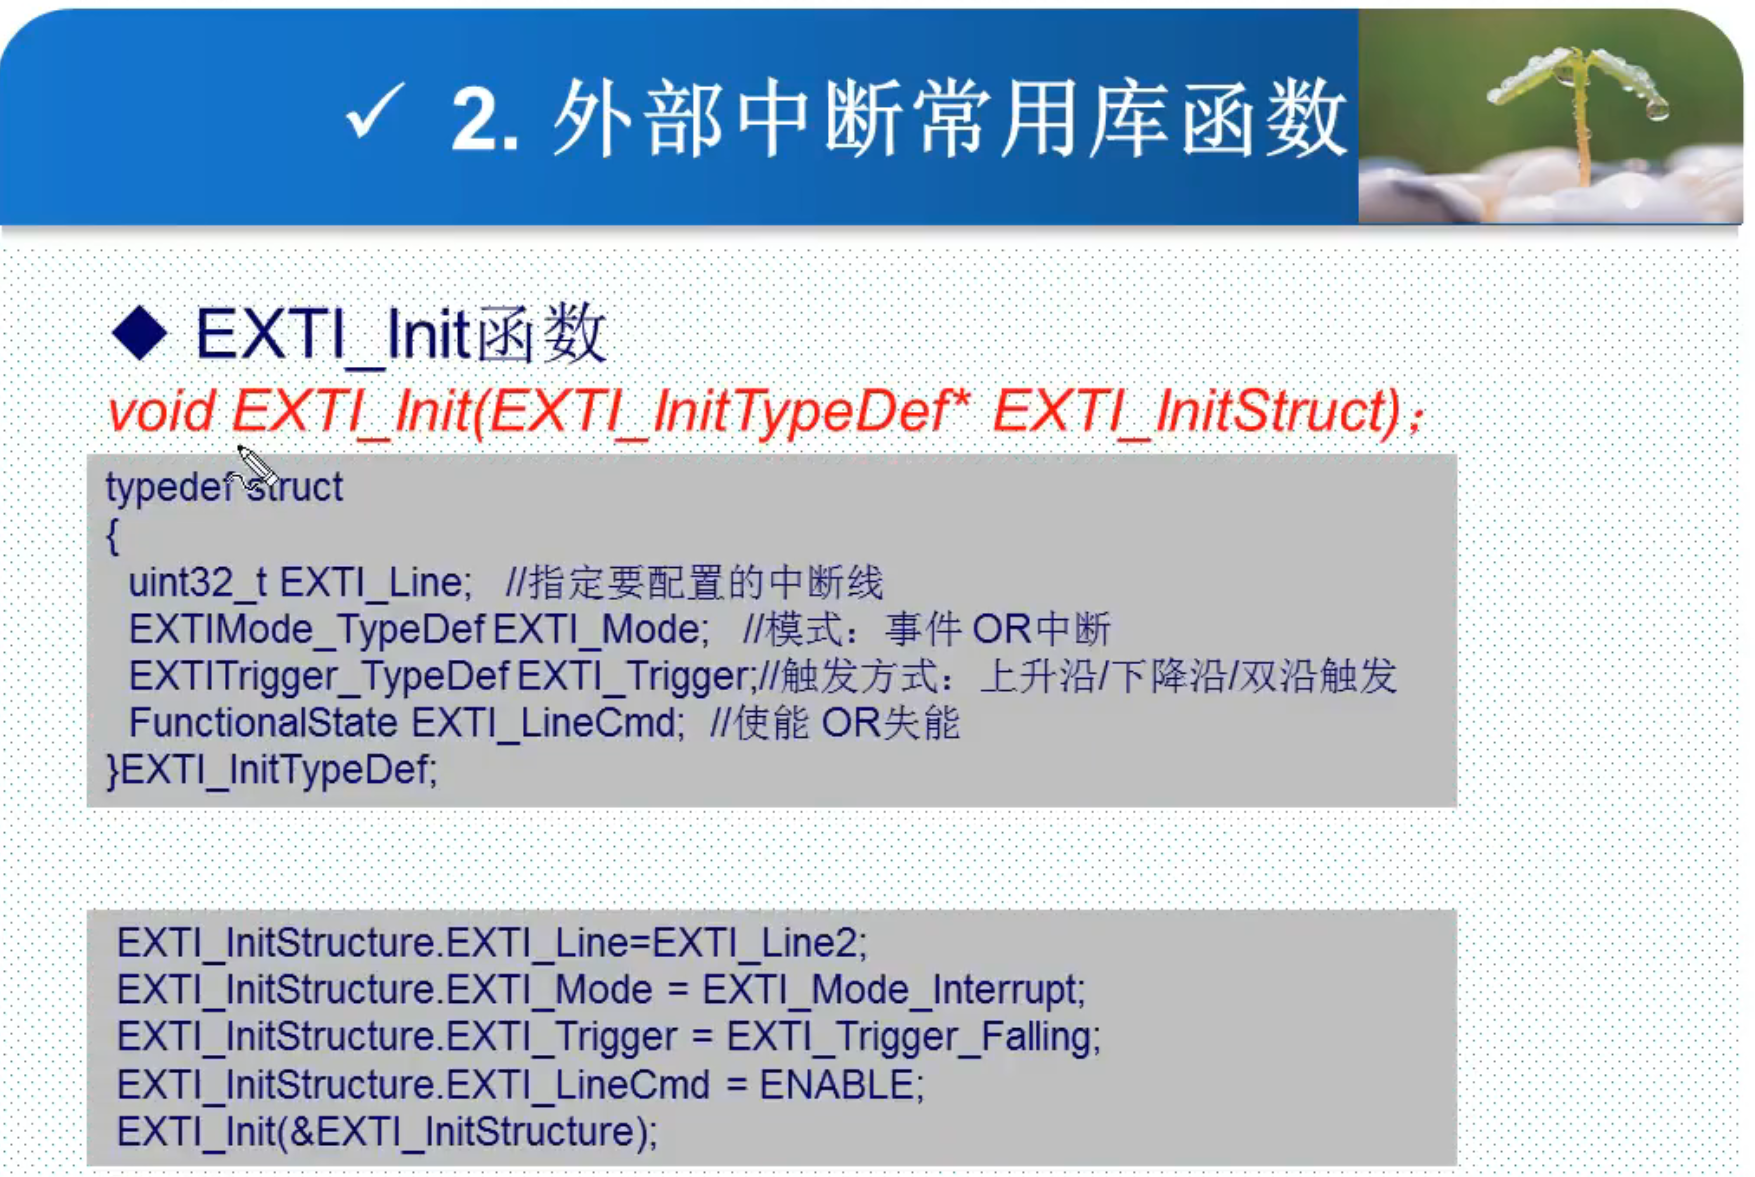 ✓ 2. 外部中断常用库函数
◆ EXTI_Init函数
void EXTI_Init(EXTI_InitTypeDef* EXTI_InitStruct)；
typedef struct
{
uint32_t EXTI_Line; //指定要配置的中断线
EXTIMode_TypeDef EXTI_Mode; //模式：事件 OR中断
EXTITrigger_TypeDef EXTI_Trigger;//触发方式：上升沿/下降沿/双沿触发
FunctionalState EXTI_LineCmd; //使能 OR失能
}EXTI_InitTypeDef;
EXTI_InitStructure.EXTI_Line=EXTI_Line2;
EXTI_InitStructure.EXTI_Mode = EXTI_Mode_Interrupt;
EXTI_InitStructure.EXTI_Trigger = EXTI_Trigger_Falling;
EXTI_InitStructure.EXTI_LineCmd = ENABLE;
EXTI_Init(&EXTI_InitStructure);